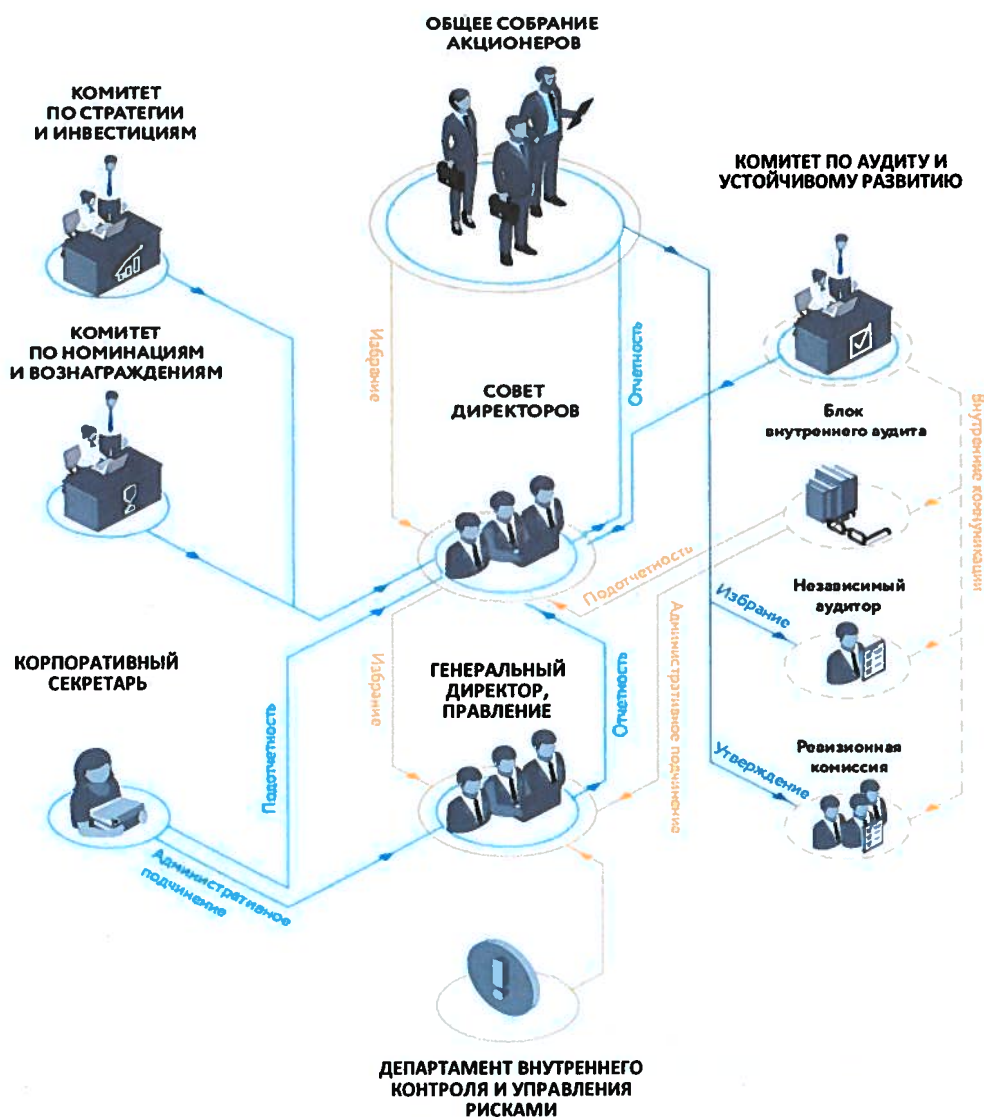 ОБЩЕЕ СОБРАНИЕ
АКЦИОНЕРОВ
КОМИТЕТ
ПО СТРАТЕГИИ
И ИНВЕСТИЦИЯМ
КОМИТЕТ ПО АУДИТУ И
УСТОЙЧИВОМУ РАЗВИТИЮ
КОМИТЕТ
ПО НОМИНАЦИЯМ
И ВОЗНАГРАЖДЕНИЯМ
Избрание
Отчетность
СОВЕТ
ДИРЕКТОРОВ
Блок
внутреннего аудита
Внутренние коммуникации
Подотчетность
Независимый
аудитор
Избрание
КОРПОРАТИВНЫЙ
СЕКРЕТАРЬ
Подотчетность
Избрание
ГЕНЕРАЛЬНЫЙ
ДИРЕКТОР,
ПРАВЛЕНИЕ
Отчетность
Административное подчинение
Ревизионная
комиссия
Утверждение
Административное
подчинение
ДЕПАРТАМЕНТ ВНУТРЕННЕГО
КОНТРОЛЯ И УПРАВЛЕНИЯ
РИСКАМИ